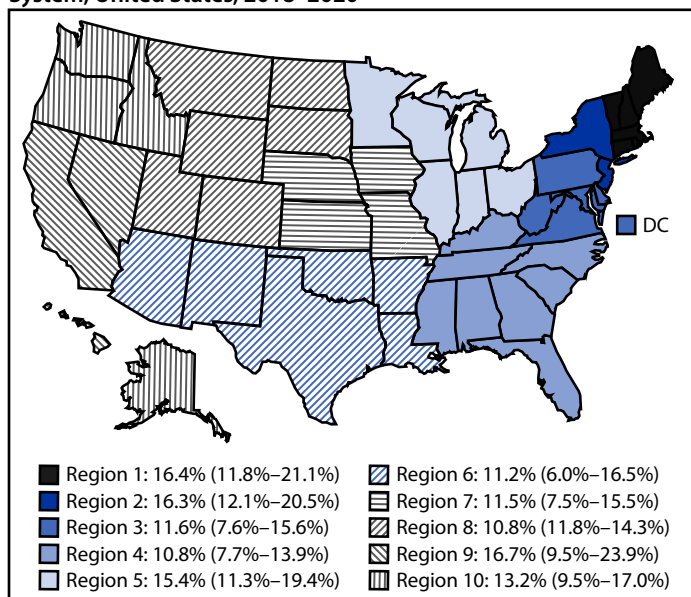 System, United States, 2018–2020
DC
Region 1: 16.4% (11.8%–21.1%)
Region 2: 16.3% (12.1%–20.5%)
Region 3: 11.6% (7.6%–15.6%)
Region 4: 10.8% (7.7%–13.9%)
Region 5: 15.4% (11.3%–19.4%)
Region 6: 11.2% (6.0%–16.5%)
Region 7: 11.5% (7.5%–15.5%)
Region 8: 10.8% (11.8%–14.3%)
Region 9: 16.7% (9.5%–23.9%)
Region 10: 13.2% (9.5%–17.0%)